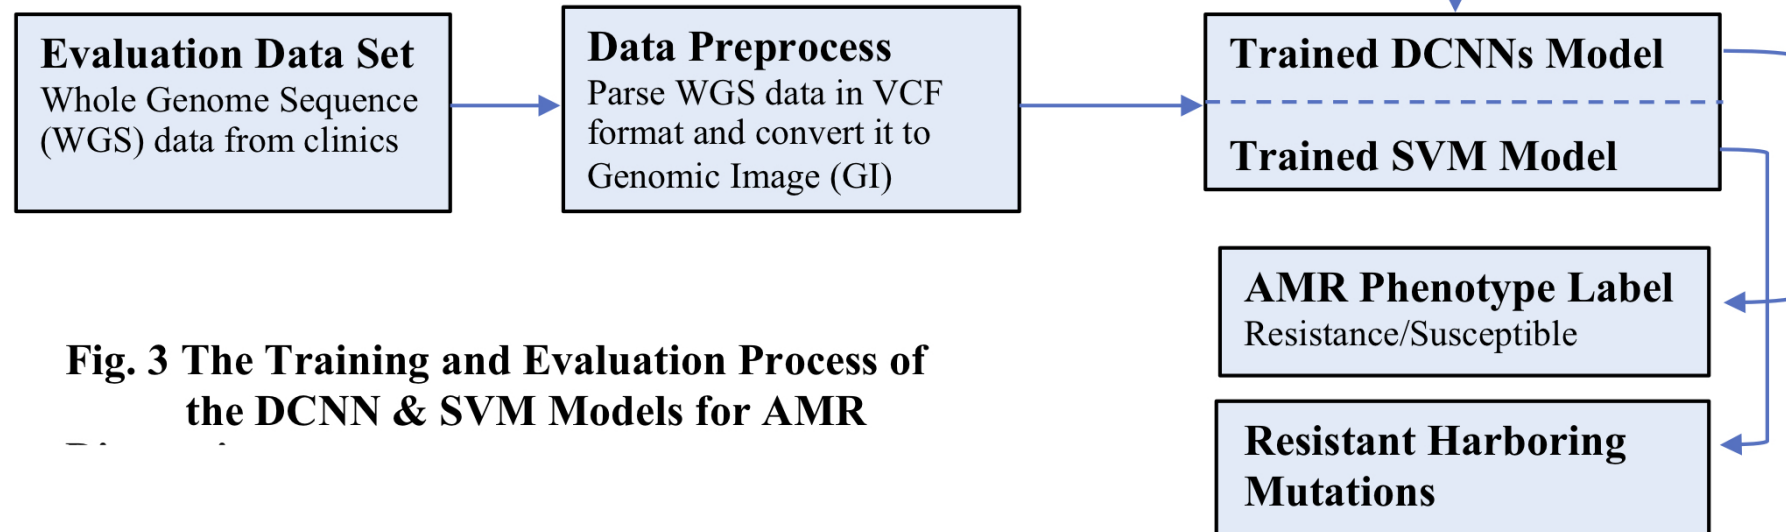 Evaluation Data Set
Whole Genome Sequence
(WGS) data from clinics
Data Preprocess
Parse WGS data in VCF
format and convert it to
Genomic Image (GI)
Trained DCNNs Model
Trained SVM Model
AMR Phenotype Label
Resistance/Susceptible
Resistant Harboring
Mutations
Fig. 3 The Training and Evaluation Process of
the DCNN & SVM Models for AMR